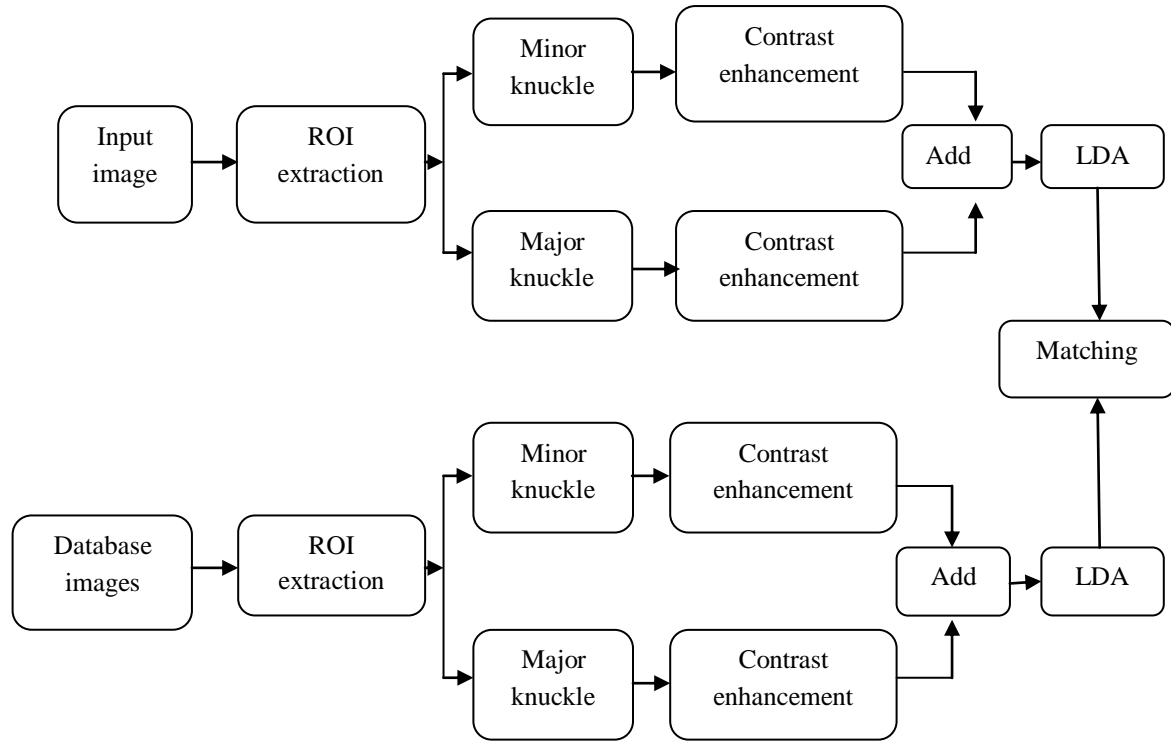 Minor
knuckle
Contrast
enhancement
Input
image
ROI
extraction
Add
LDA
Major
knuckle
Contrast
enhancement
Matching
Minor
knuckle
Contrast
enhancement
Database
images
ROI
extraction
Add
LDA
Major
knuckle
Contrast
enhancement